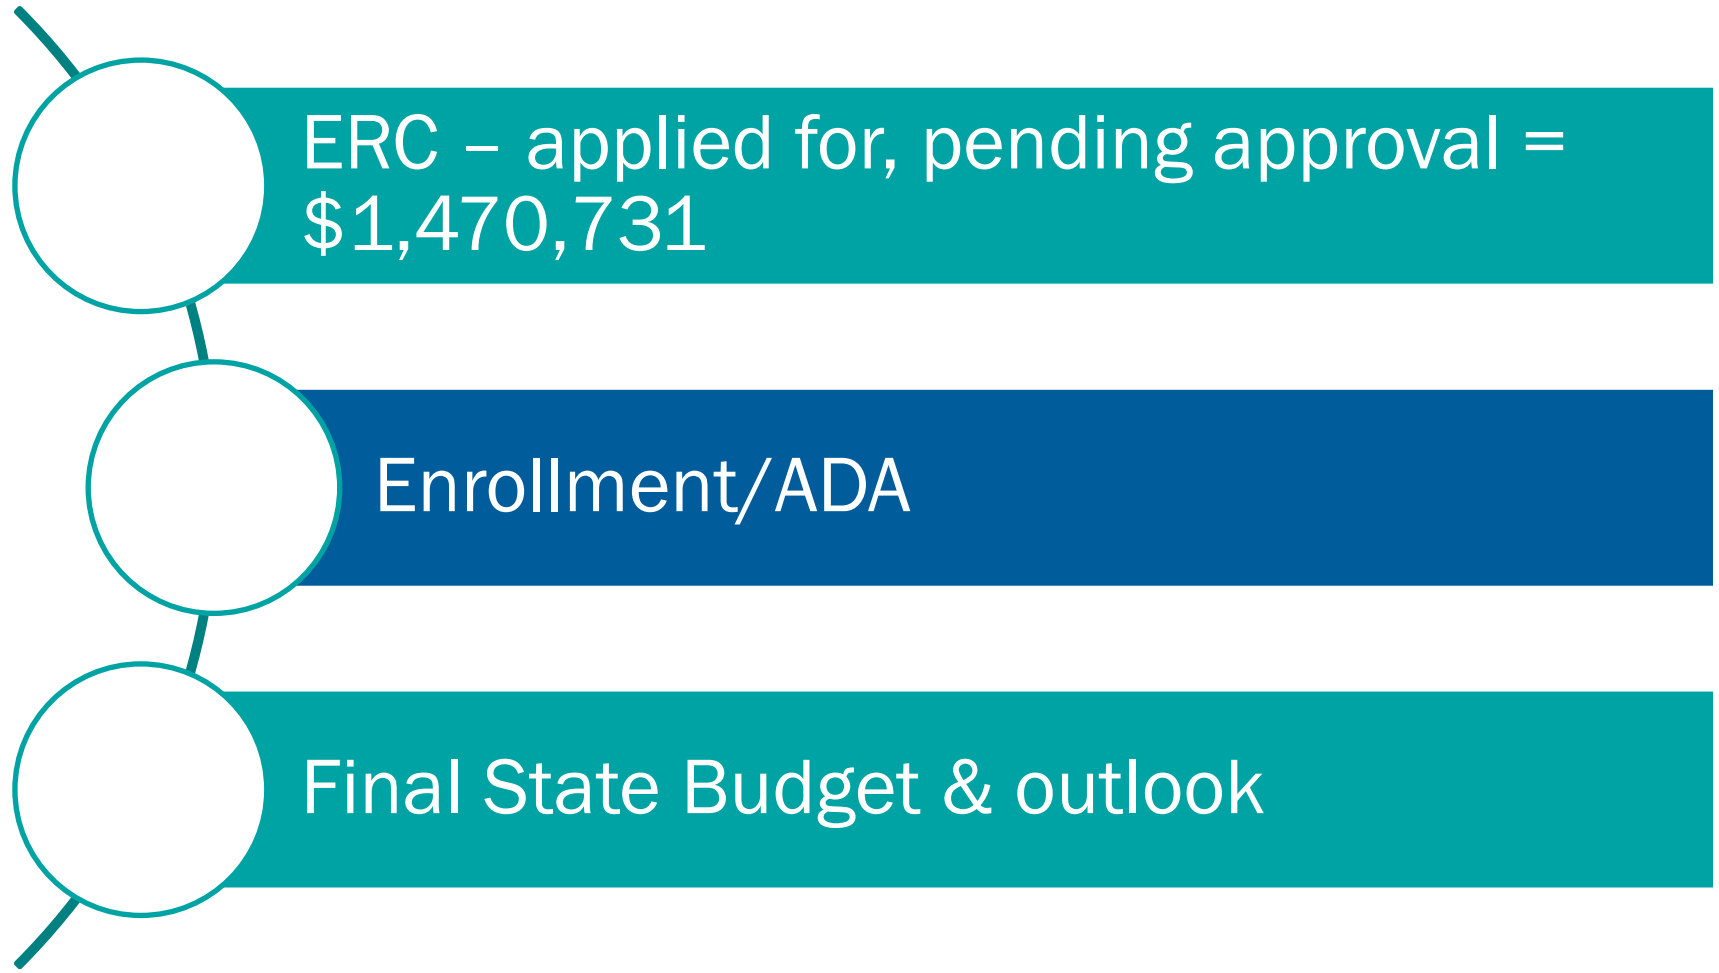 ERC – applied for, pending approval =
$1,470,731
Enrollment/ADA
Final State Budget & outlook